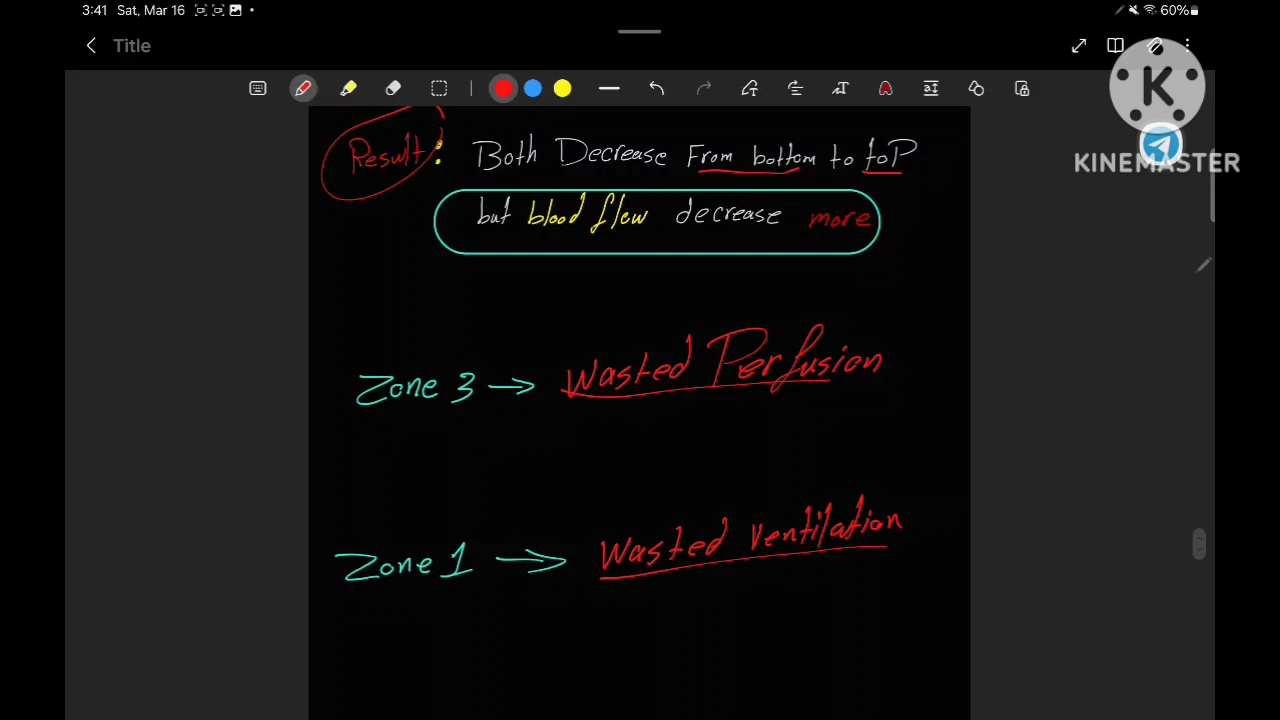 3:41 Sat, Mar 16
60%
Title
KINEMASTER
Result: Both Decrease From bottom to toP
but blood flow decrease more
Zone 3 → Wasted Perfusion
Zone 1 → Wasted ventilation